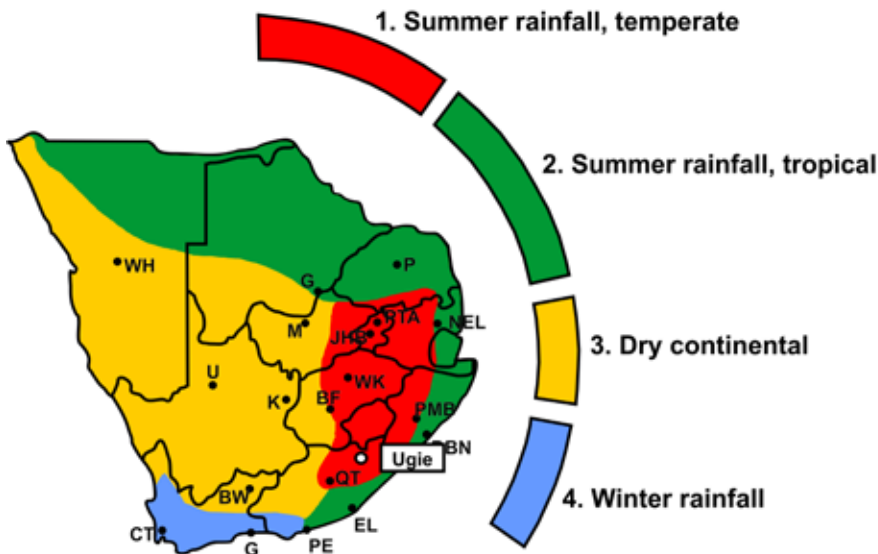 1. Summer rainfall, temperate
2. Summer rainfall, tropical
WH
P
G
M
PTA
NEL
JHB
3. Dry continental
U
WK
K
BF
PMB
DBN
Ugie
QT
BW
4. Winter rainfall
EL
CT
G
PE